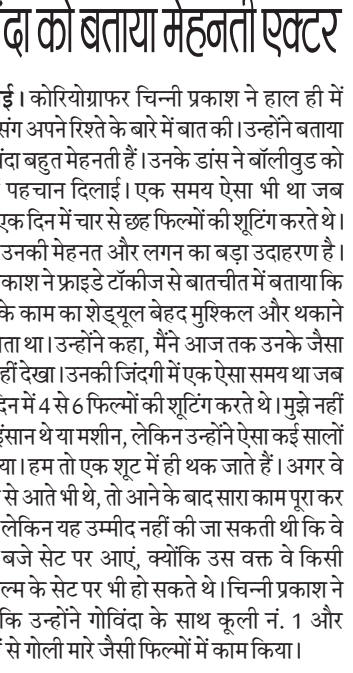 को बताया मेहनती एक्टर
कोरियोग्राफर चिन्नी प्रकाश ने हाल ही में
अपने रिश्ते के बारे में बात की। उन्होंने बताया
बहुत मेहनती हैं। उनके डांस ने बॉलीवुड को
पहचान दिलाई। एक समय ऐसा भी था जब
एक दिन में चार से छह फिल्मों की शूटिंग करते थे।
उनकी मेहनत और लगन का बड़ा उदाहरण है।
ने फ्राइडे टॉकीज से बातचीत में बताया कि
के काम का शेड्यूल बेहद मुश्किल और थकाने
था। उन्होंने कहा, मैंने आज तक उनके जैसा
देखा। उनकी जिंदगी में एक ऐसा समय था जब
में 4 से 6 फिल्मों की शूटिंग करते थे। मुझे नहीं
थे या मशीन, लेकिन उन्होंने ऐसा कई सालों
हम तो एक शूट में ही थक जाते हैं। अगर वे
से आते भी थे, तो आने के बाद सारा काम पूरा कर
लेकिन यह उम्मीद नहीं की जा सकती थी कि वे
बजे सेट पर आएं, क्योंकि उस वक्त वे किसी
के सेट पर भी हो सकते थे। चिन्नी प्रकाश ने
कि उन्होंने गोविंदा के साथ कूली नं. 1 और
से गोली मारे जैसी फिल्मों में काम किया।